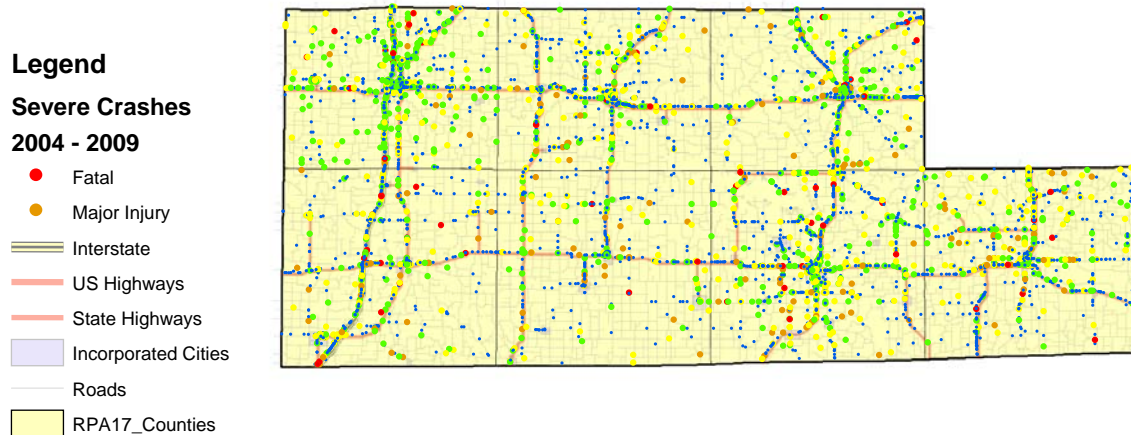 Legend
Severe Crashes
2004 - 2009
Fatal
Major Injury
Interstate
US Highways
State Highways
Incorporated Cities
Roads
RPA17_Counties